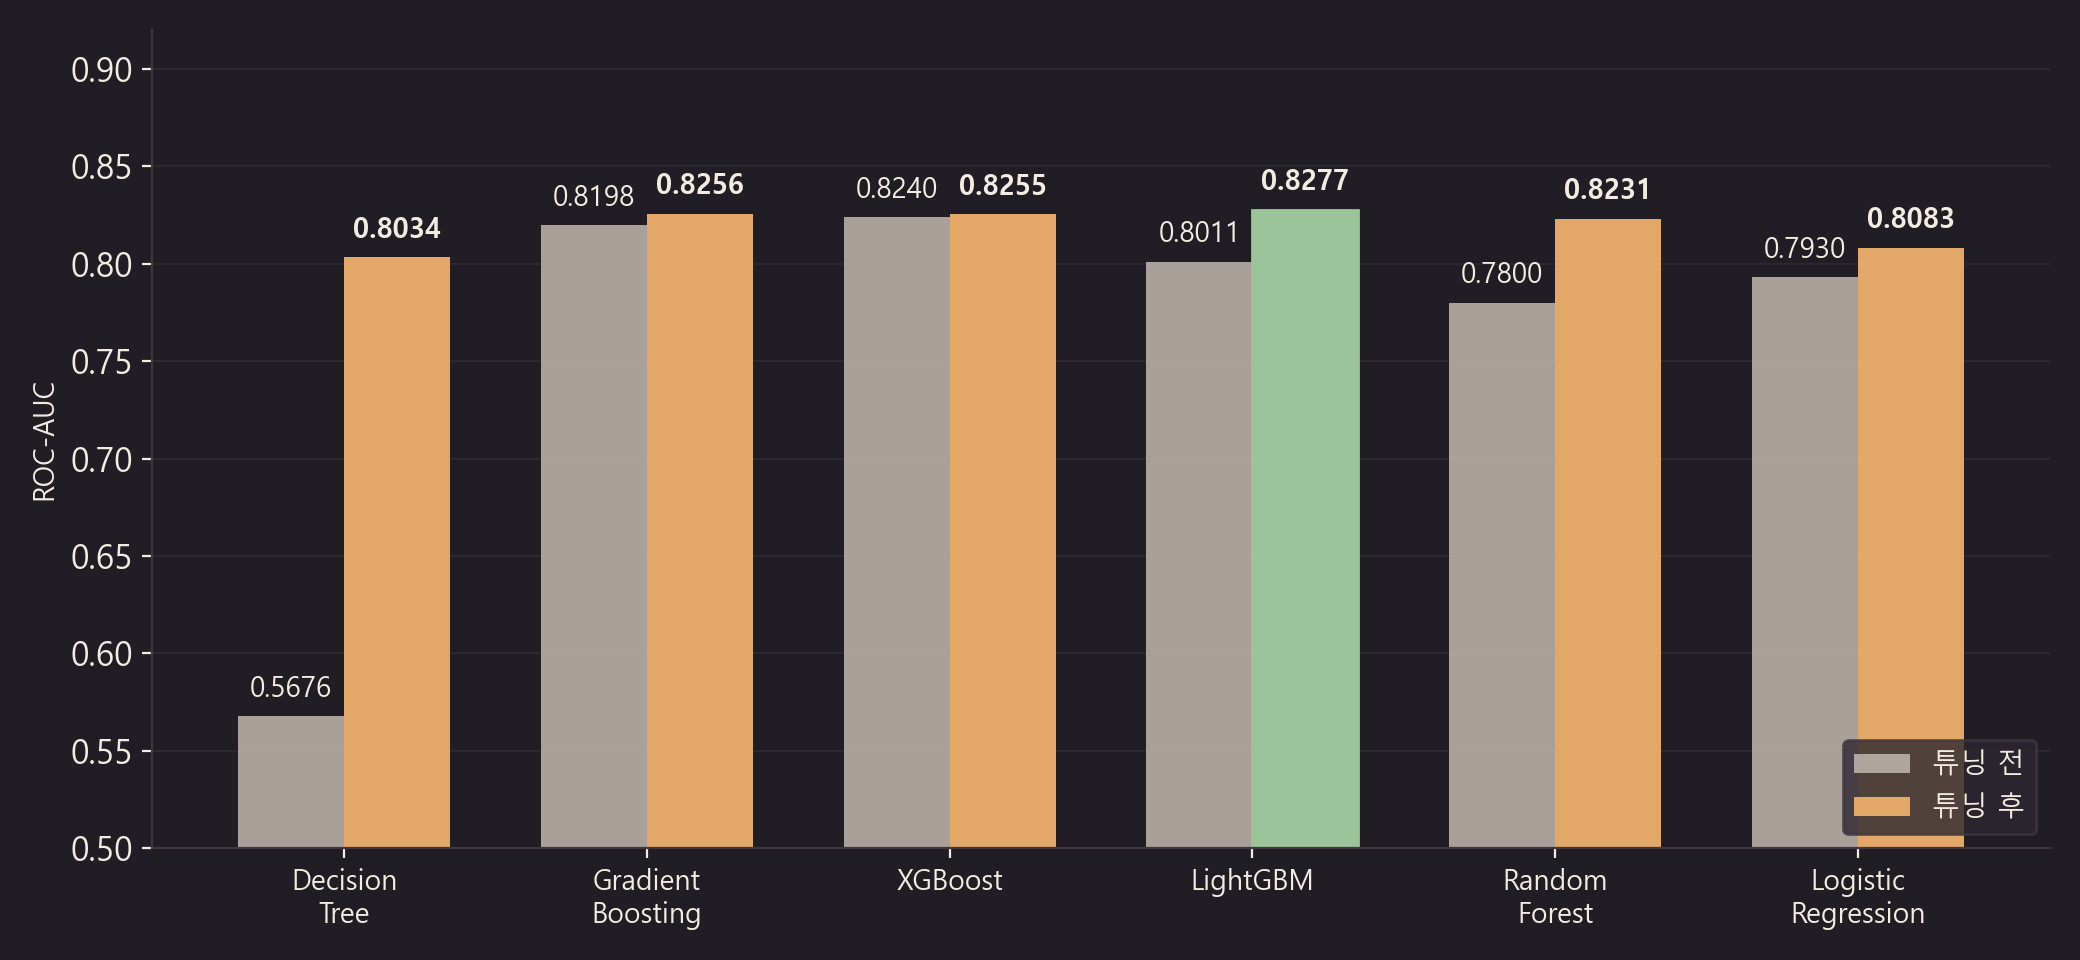 0.90
0.85
0.80
0.75
0.70
0.65
0.60
0.55
0.50
ROC-AUC
0.5676
0.8034
0.8198
0.8256
0.8240
0.8255
0.8011
0.8277
0.7800
0.8231
0.7930
0.8083
튜닝 전
튜닝 후
Decision
Tree
Gradient
Boosting
XGBoost
LightGBM
Random
Forest
Logistic
Regression